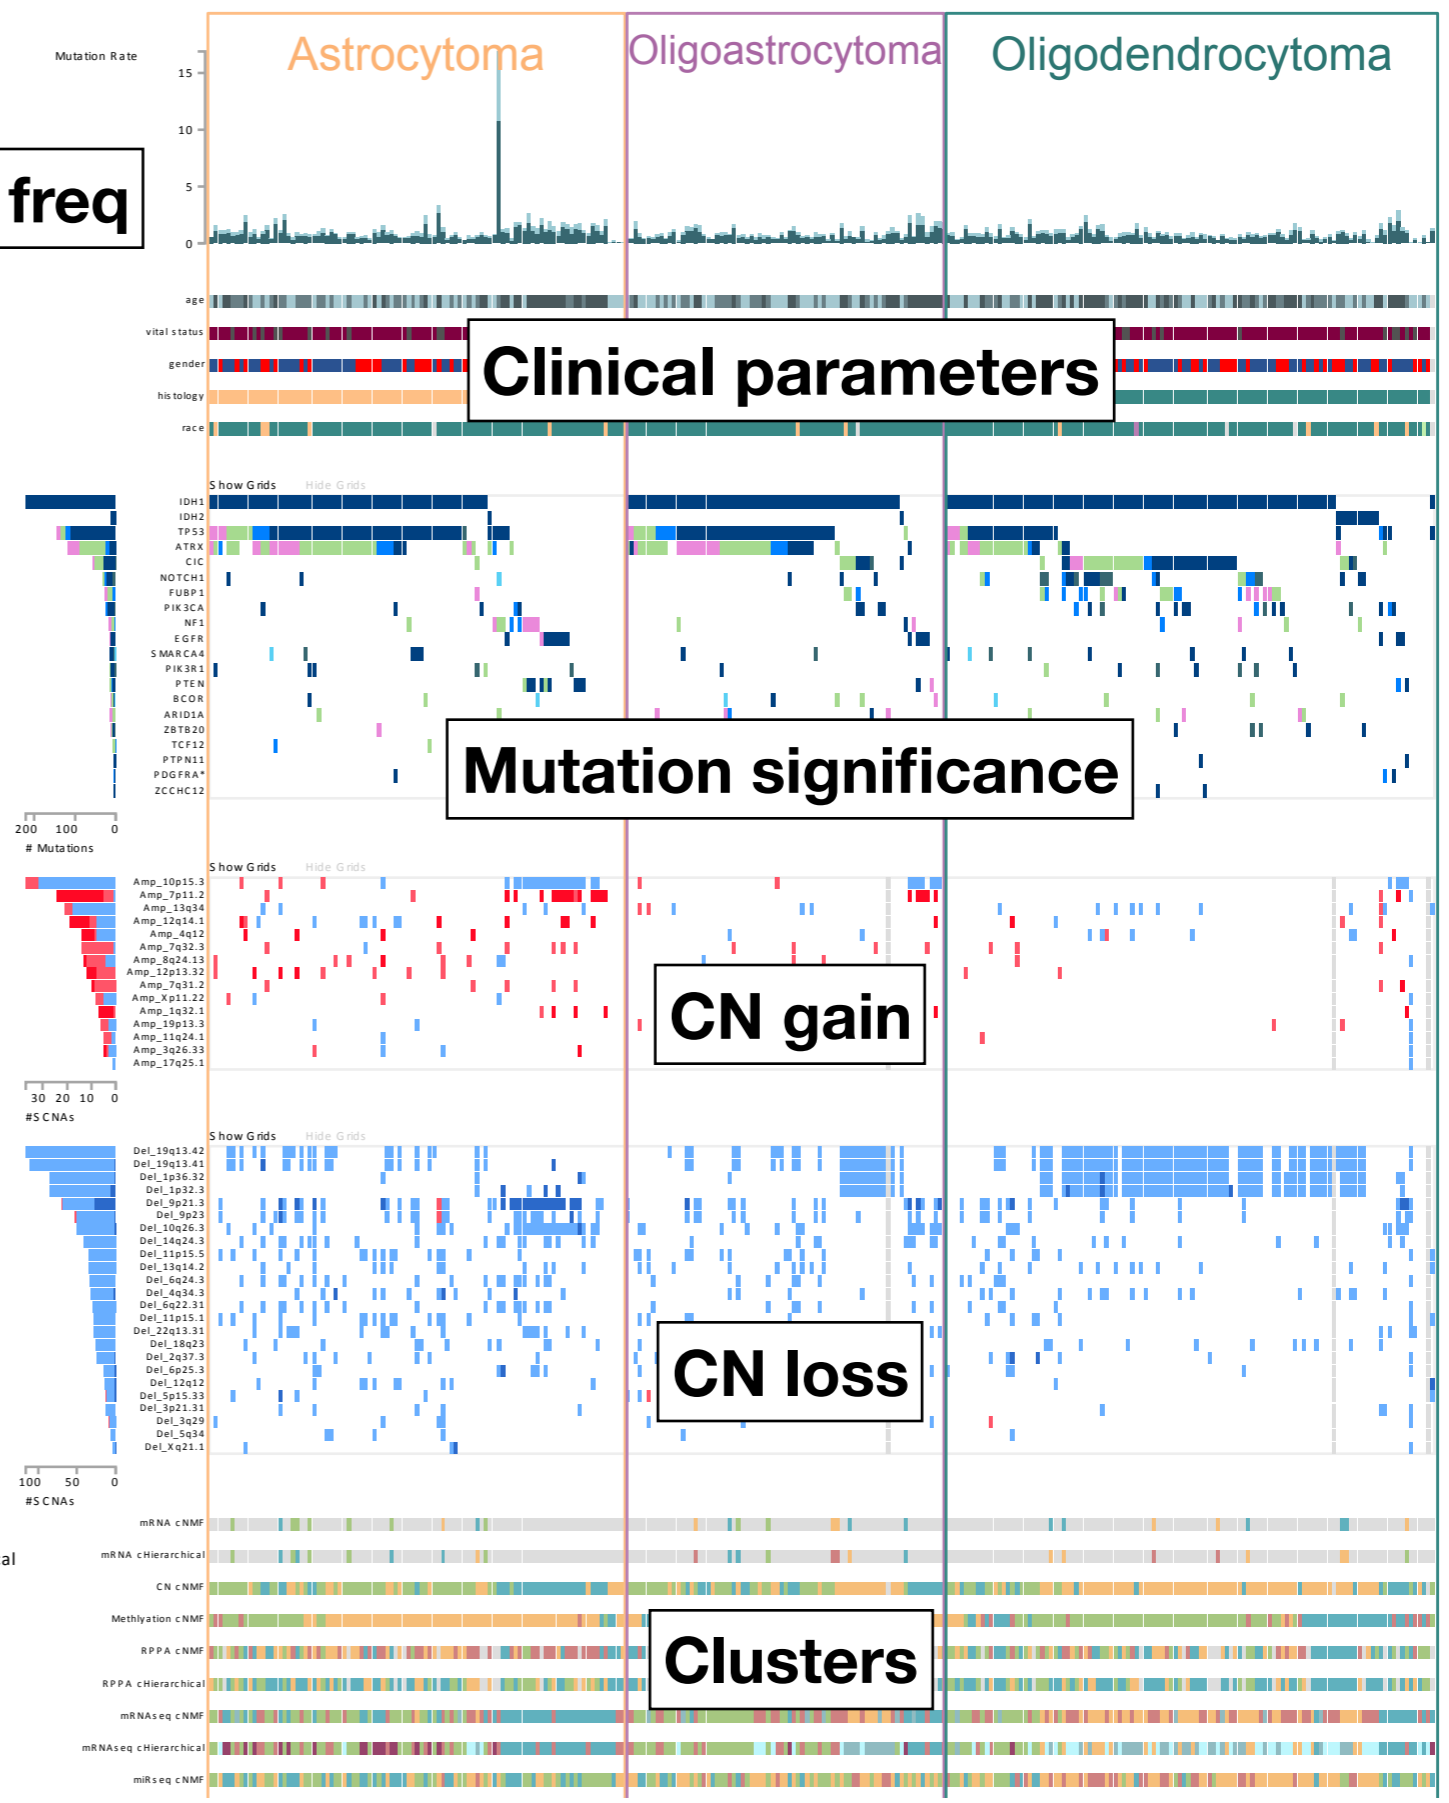 Astrocytoma
Oligoastrocytoma
Oligodendrocytoma
Mutation Rate
15
10
5
0
freq
age
vital status
gender
histology
race
Clinical parameters
Show Grids Hide Grids
IDH1
IDH2
TP53
ATRX
CIC
NOTCH1
FUBP1
PIK3CA
NF1
EGFR
SMARCA4
PIK3R1
PTEN
BCOR
ARID1A
ZBTB20
TCF12
PTPN11
PDGFRA*
ZCCHC12
Mutation significance
200 100 0
# Mutations
Show Grids Hide Grids
Amp_10p15.3
Amp_7p11.2
Amp_13q34
Amp_12q14.1
Amp_4q12
Amp_7q32.3
Amp_8q24.13
Amp_12p13.32
Amp_7q31.2
Amp_Xp11.22
Amp_1q32.1
Amp_19p13.3
Amp_11q24.1
Amp_3q26.33
Amp_17q25.1
CN gain
30 20 10 0
#SCNAs
Show Grids Hide Grids
Del_19q13.42
Del_19q13.41
Del_1p36.32
Del_1p32.3
Del_9p21.3
Del_9p23
Del_10q26.3
Del_14q24.3
Del_11p15.5
Del_13q14.2
Del_6q24.3
Del_4q34.3
Del_6q22.31
Del_11p15.1
Del_22q13.31
Del_18q23
Del_2q37.3
Del_6p25.3
Del_12q12
Del_5p15.33
Del_3p21.31
Del_3q29
Del_5q34
Del_Xq21.1
CN loss
100 50 0
#SCNAs
mRNA cNMF
cal
mRNA cHierarchical
CN cNMF
Methlyation cNMF
RPPA cNMF
RPPA cHierarchical
mRNAseq cNMF
mRNAseq cHierarchical
miRseq cNMF
Clusters